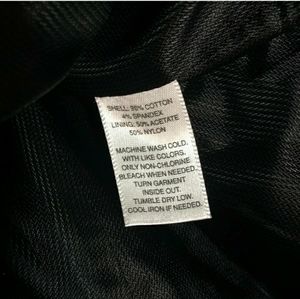 SHELL: 96% COTTON
4% SPANDEX
LINING: 50% ACETATE
50% NYLON
MACHINE WASH COLD.
WITH LIKE COLORS.
ONLY NON-CHLORINE
BLEACH WHEN NEEDED.
TURN GARMENT
INSIDE OUT.
TUMBLE DRY LOW.
COOL IRON IF NEEDED.